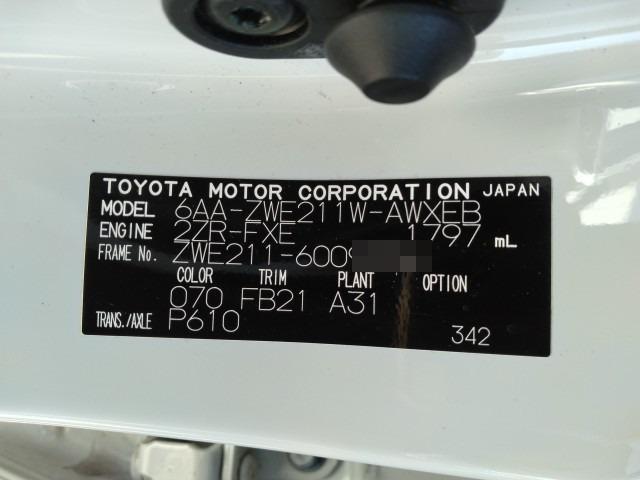 TOYOTA MOTOR CORPORATION JAPAN
MODEL 6AA-ZWE211W-AWXEB
ENGINE 2ZR-FXE 1797 mL
FRAME No. ZWE211-6009
COLOR TRIM PLANT OPTION
070 FB21 A31
TRANS./AXLE P610
342